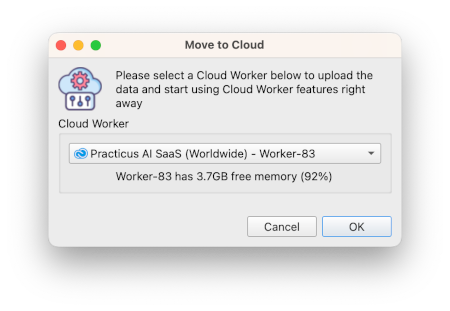 Move to Cloud
Please select a Cloud Worker below to upload the
data and start using Cloud Worker features right
away
Cloud Worker
Practicus AI SaaS (Worldwide) - Worker-83
Worker-83 has 3.7GB free memory (92%)
Cancel
OK